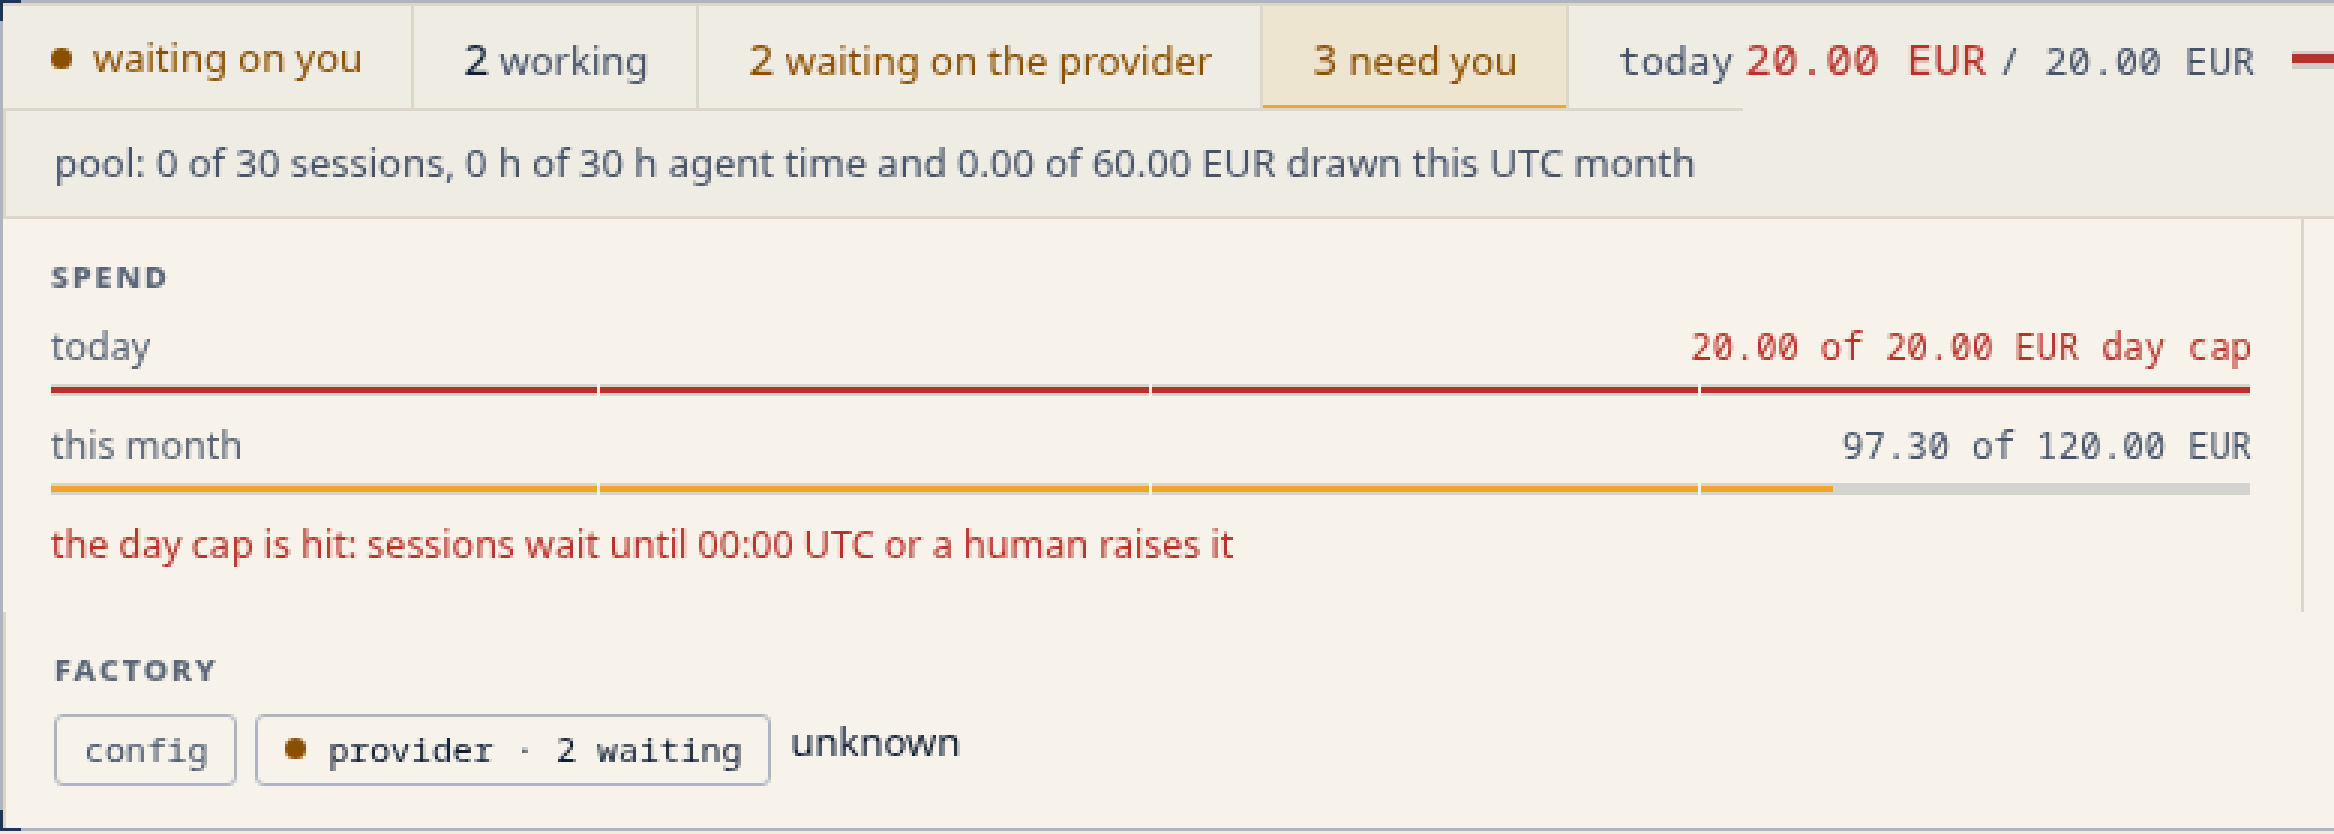 waiting on you 2 working 2 waiting on the provider 3 need you today 20.00 EUR / 20.00 EUR
pool: 0 of 30 sessions, 0 h of 30 h agent time and 0.00 of 60.00 EUR drawn this UTC month
SPEND
today 20.00 of 20.00 EUR day cap
this month 97.30 of 120.00 EUR
the day cap is hit: sessions wait until 00:00 UTC or a human raises it
FACTORY
config provider · 2 waiting unknown